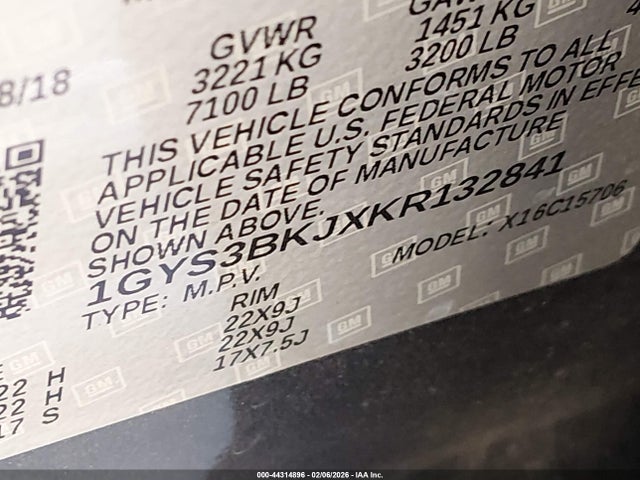 GVWR
3221 KG
1451 KG
8/18
7100 LB
3200 LB
THIS VEHICLE CONFORMS TO ALL
APPLICABLE U.S. FEDERAL MOTOR
VEHICLE SAFETY STANDARDS IN EFFE
ON THE DATE OF MANUFACTURE
SHOWN ABOVE.
1GYS3BKJXKR132841
TYPE: M.P.V.
MODEL: X16C15706
RIM
22X9J
22X9J
17X7.5J
22 H
22 H
17 S
GM
000-44314896 - 02/06/2026 - IAA Inc.